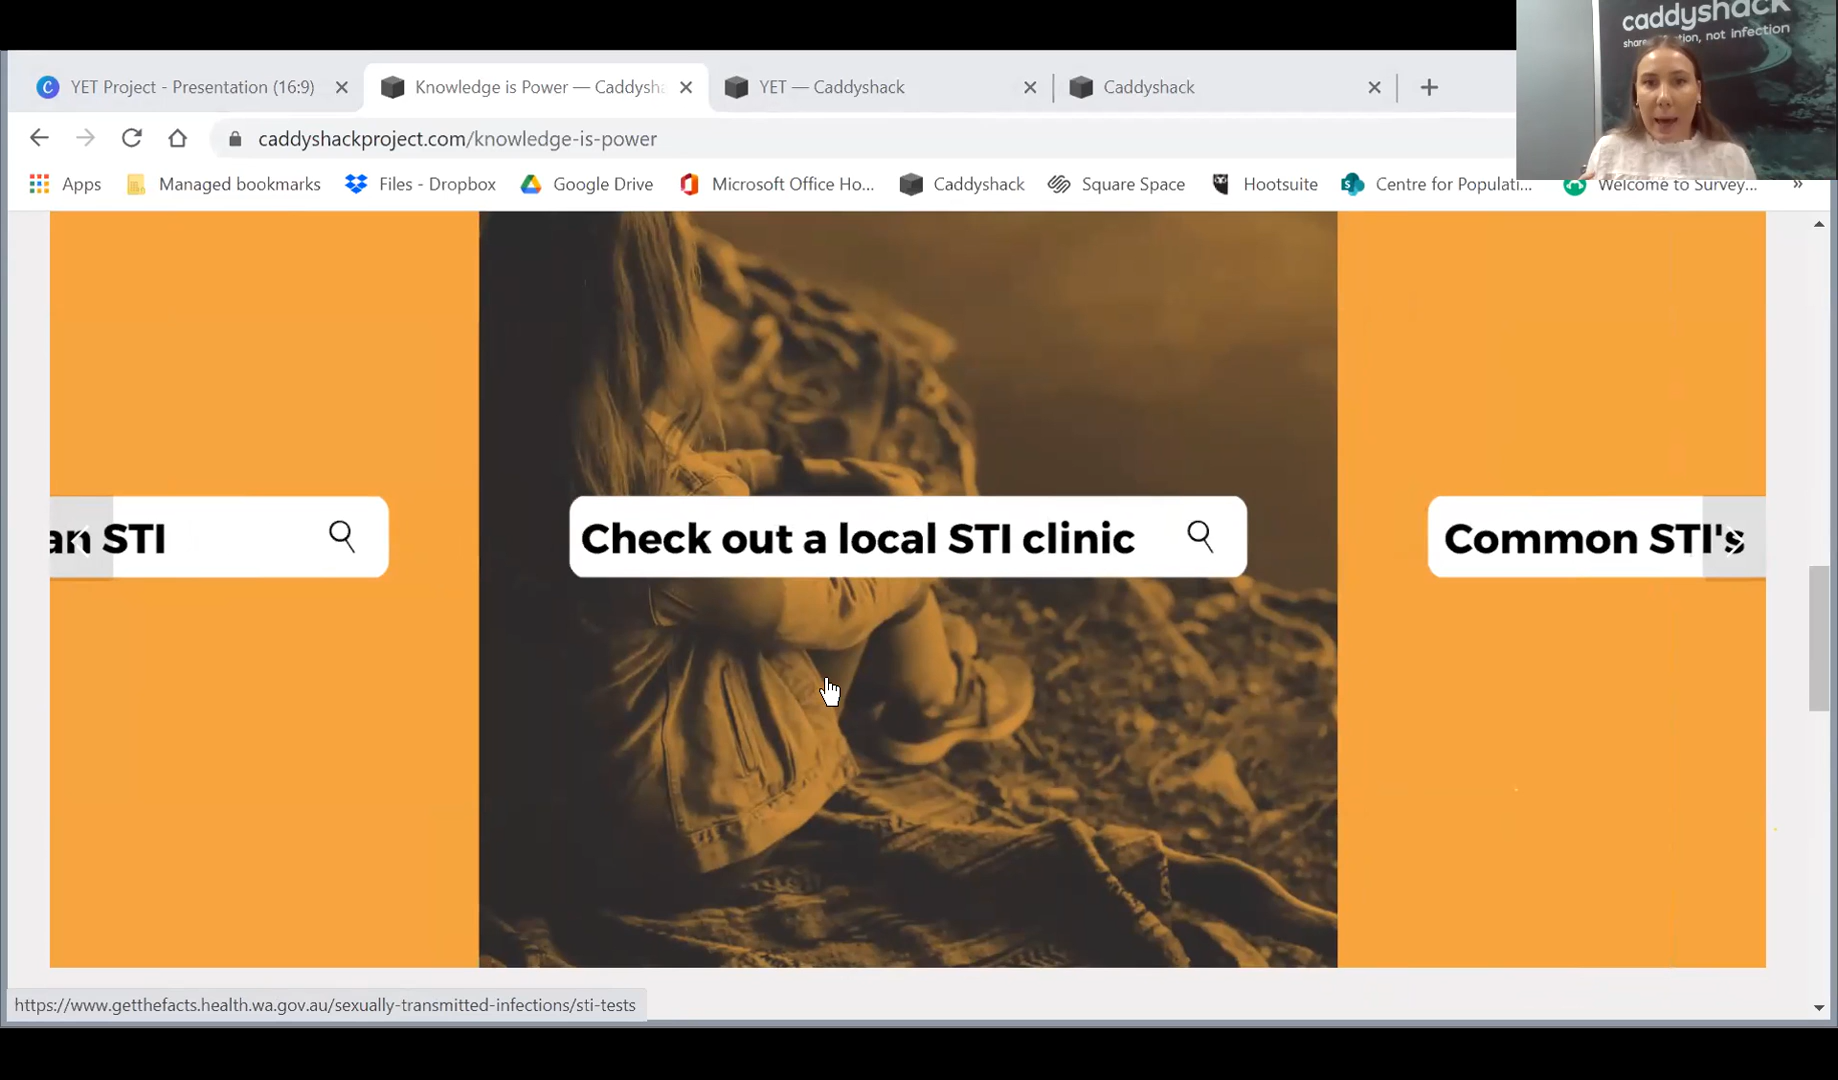 caddyshack
YET Project - Presentation (16:9)
Knowledge is Power — Caddysha
YET — Caddyshack
Caddyshack
caddyshackproject.com/knowledge-is-power
Apps
Managed bookmarks
Files - Dropbox
Google Drive
Microsoft Office Ho...
Caddyshack
Square Space
Hootsuite
Centre for Populati...
Welcome to Survey...
»
an STI
Check out a local STI clinic
Common STI's
https://www.getthefacts.health.wa.gov.au/sexually-transmitted-infections/sti-tests